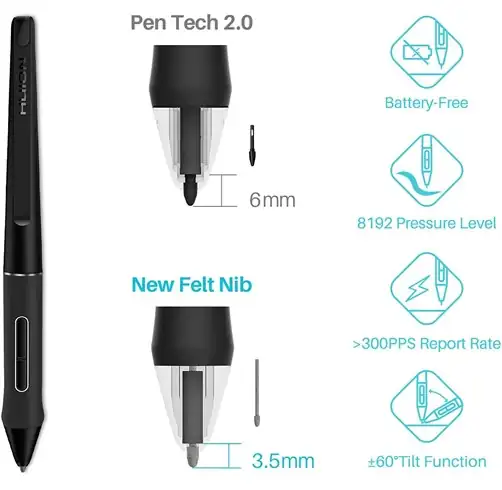 HUION
Pen Tech 2.0
6mm
New Felt Nib
3.5mm
Battery-Free
8192 Pressure Level
>300PPS Report Rate
±60°Tilt Function